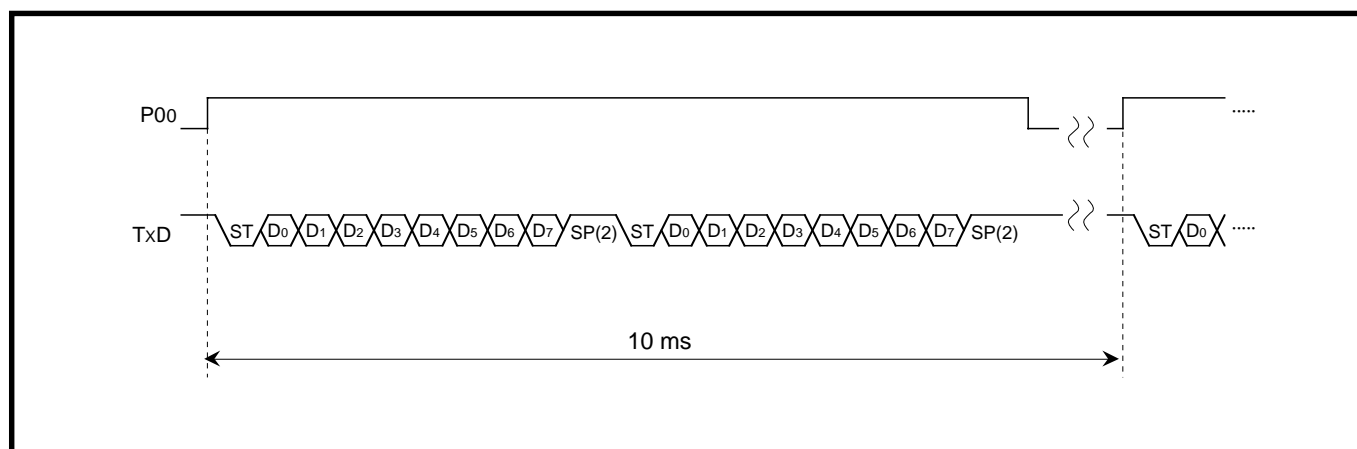 P00 .....
TxD ST D0 D1 D2 D3 D4 D5 D6 D7 SP(2) ST D0 D1 D2 D3 D4 D5 D6 D7 SP(2) ST D0 .....
10 ms